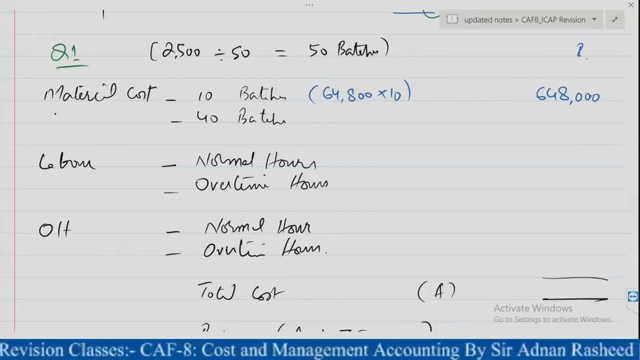 updated notes > CAF8_ICAP Revision
Q1 (2,500 ÷ 50 = 50 Batches) ?
Material Cost – 10 Batches (64,800 × 10) 648,000
– 40 Batches
Labour – Normal Hours
– Overtime Hours
OH – Normal Hour
– Overtime Hours.
Total Cost (A)
Activate Windows
Go to Settings to activate Windows.
Revision Classes:- CAF-8: Cost and Management Accounting By Sir Adnan Rasheed